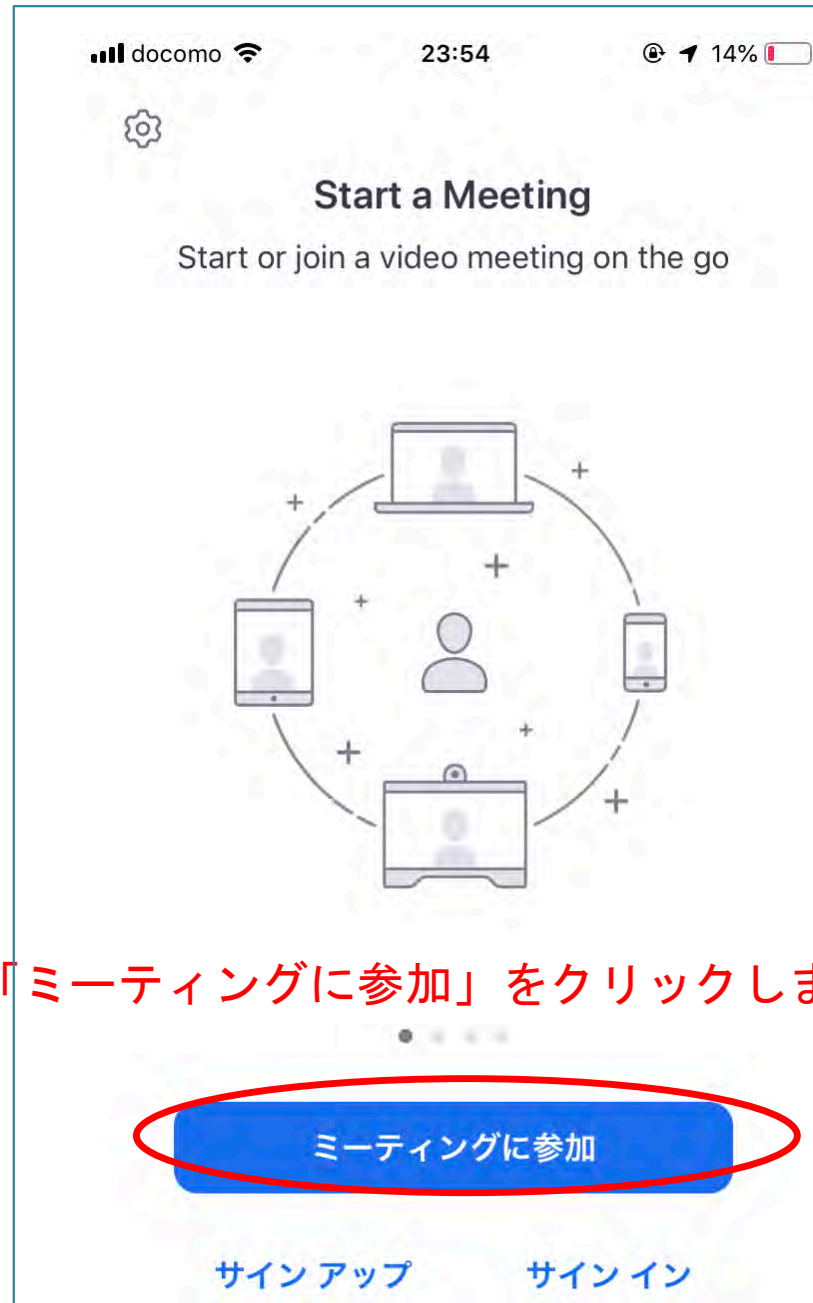 docomo 23:54 14%
Start a Meeting
Start or join a video meeting on the go
「ミーティングに参加」をクリックしま
ミーティングに参加
サイン アップ サイン イン